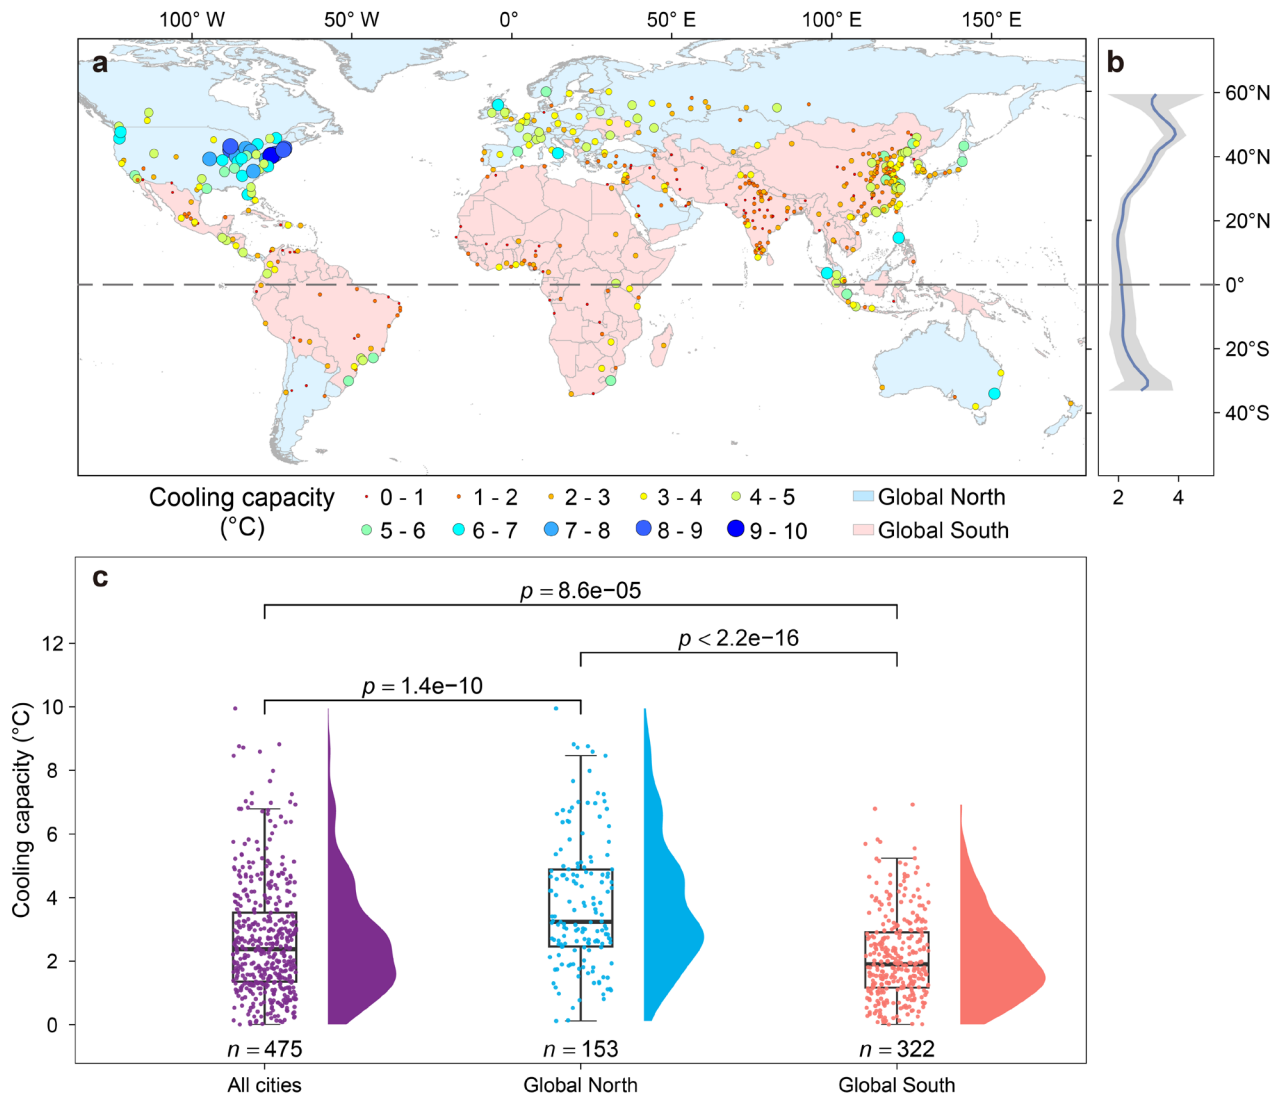 100° W 50° W 0° 50° E 100° E 150° E
a
b
60°N
40°N
20°N
0°
20°S
40°S
2 4
Cooling capacity
(°C)
0 - 1 1 - 2 2 - 3 3 - 4 4 - 5
5 - 6 6 - 7 7 - 8 8 - 9 9 - 10
Global North
Global South
c
p = 8.6e−05
p < 2.2e−16
p = 1.4e−10
Cooling capacity (°C)
12
10
8
6
4
2
0
n = 475 n = 153 n = 322
All cities Global North Global South